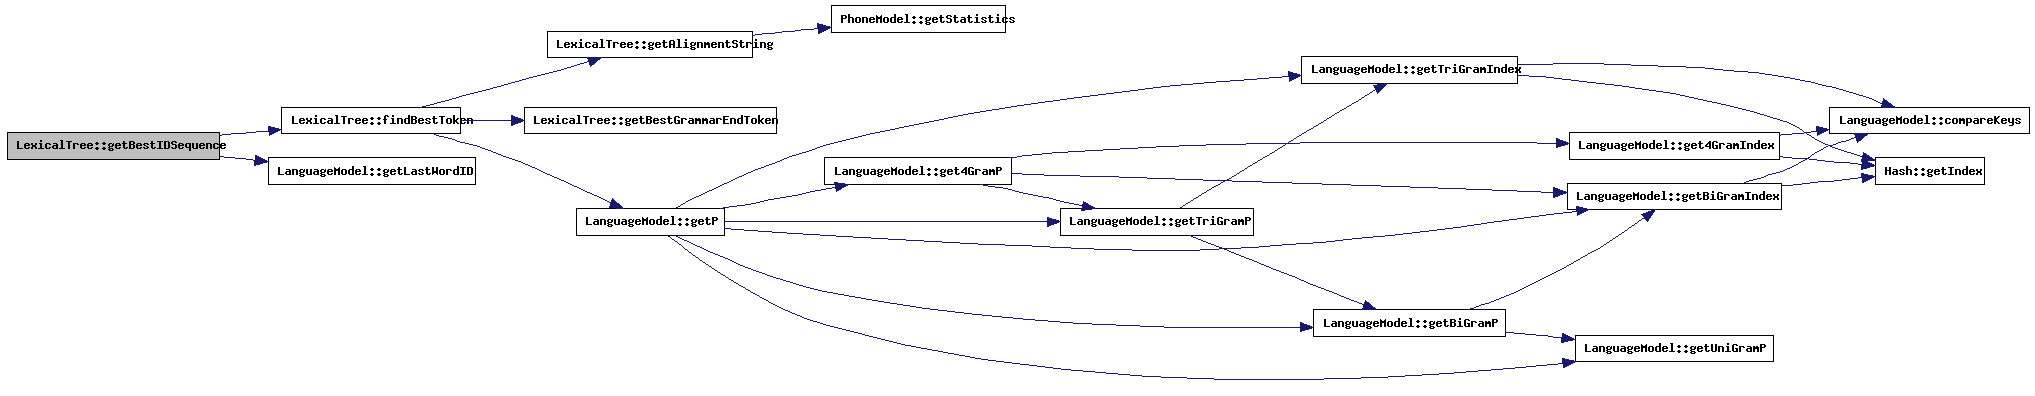 LexicalTree::getBestIDSequence
LexicalTree::findBestToken
LanguageModel::getLastWordID
LexicalTree::getAlignmentString
LexicalTree::getBestGrammarEndToken
LanguageModel::getP
PhoneModel::getStatistics
LanguageModel::get4GramP
LanguageModel::getTriGramP
LanguageModel::getTriGramIndex
LanguageModel::getBiGramP
LanguageModel::get4GramIndex
LanguageModel::getBiGramIndex
LanguageModel::getUniGramP
LanguageModel::compareKeys
Hash::getIndex